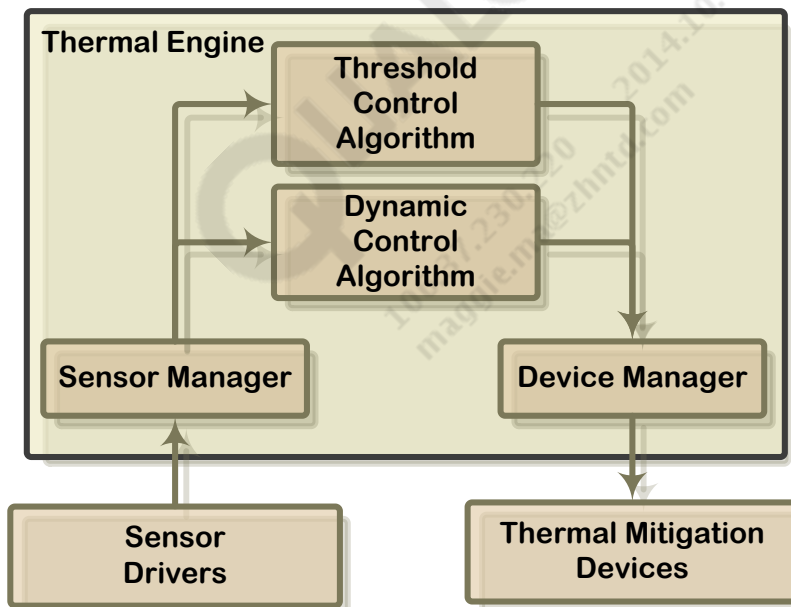 Thermal Engine
Threshold
Control
Algorithm
Dynamic
Control
Algorithm
Sensor Manager
Device Manager
Sensor
Drivers
Thermal Mitigation
Devices